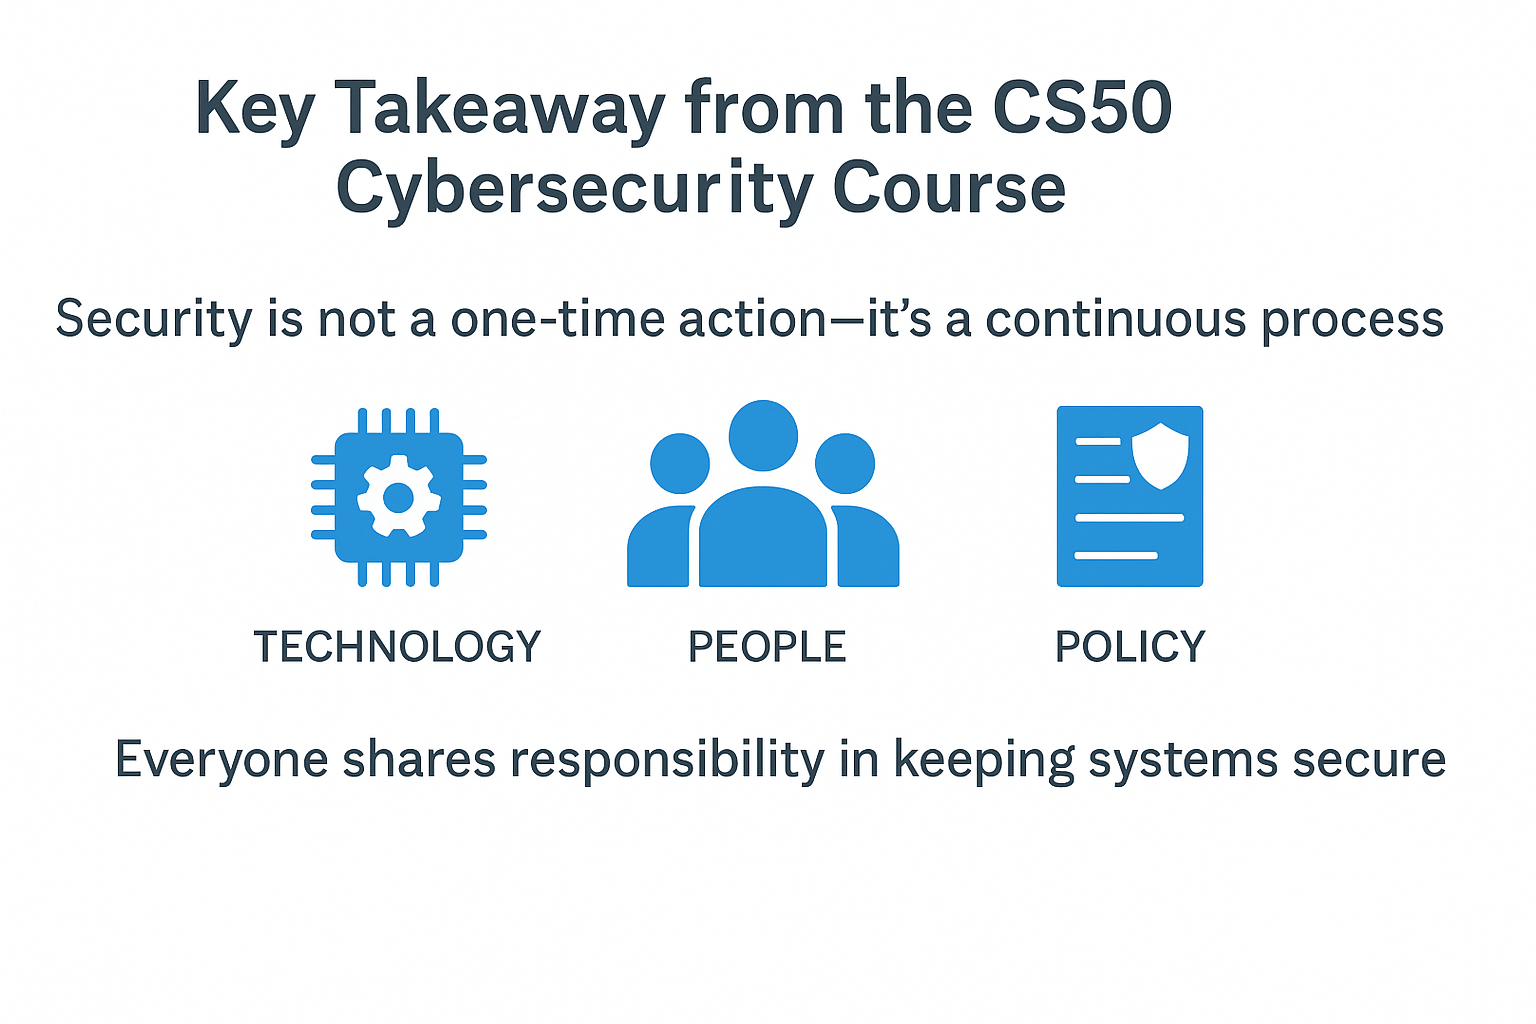 Key Takeaway from the CS50
Cybersecurity Course
Security is not a one-time action—it’s a continuous process
TECHNOLOGY
PEOPLE
POLICY
Everyone shares responsibility in keeping systems secure